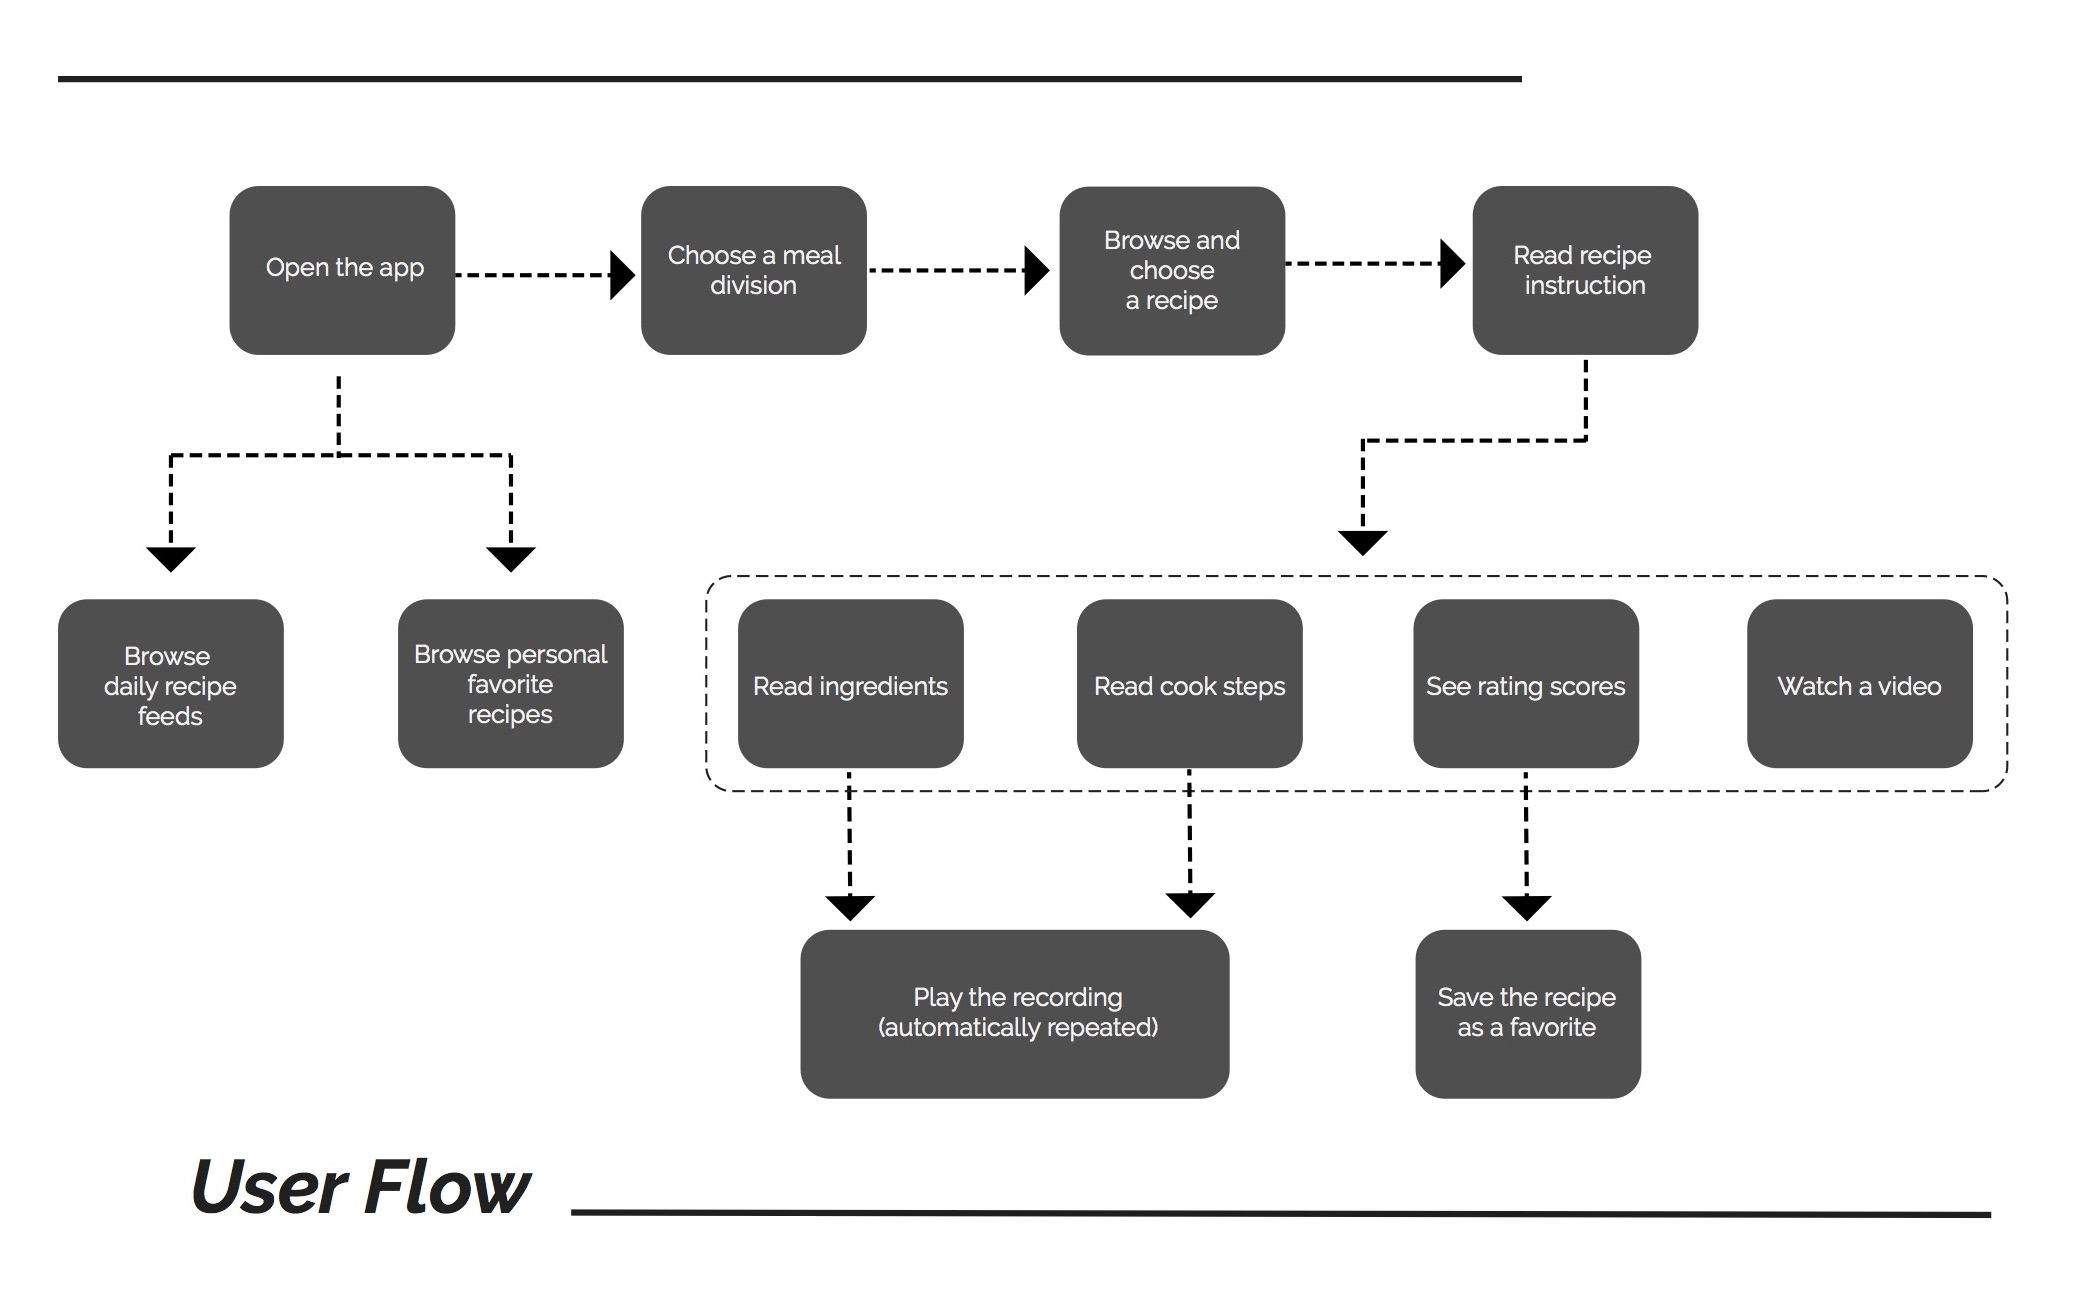 Open the app
Choose a meal
division
Browse and
choose
a recipe
Read recipe
instruction
Browse
daily recipe
feeds
Browse personal
favorite
recipes
Read ingredients
Read cook steps
See rating scores
Watch a video
Play the recording
(automatically repeated)
Save the recipe
as a favorite
User Flow